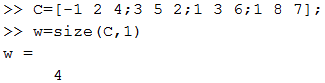 >> C=[-1 2 4;3 5 2;1 3 6;1 8 7];
>> w=size(C,1)
w =
4